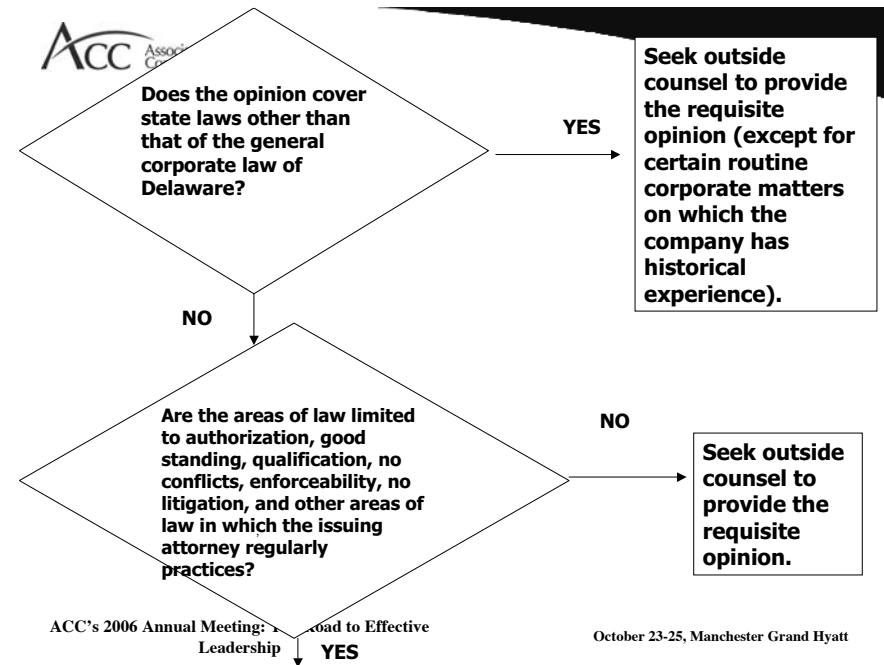 ACC
Does the opinion cover
state laws other than
that of the general
corporate law of
Delaware?
YES
Seek outside
counsel to provide
the requisite
opinion (except for
certain routine
corporate matters
on which the
company has
historical
experience).
NO
Are the areas of law limited
to authorization, good
standing, qualification, no
conflicts, enforceability, no
litigation, and other areas of
law in which the issuing
attorney regularly
practices?
NO
Seek outside
counsel to
provide the
requisite
opinion.
ACC's 2006 Annual Meeting: to Effective
Leadership
YES
October 23-25, Manchester Grand Hyatt